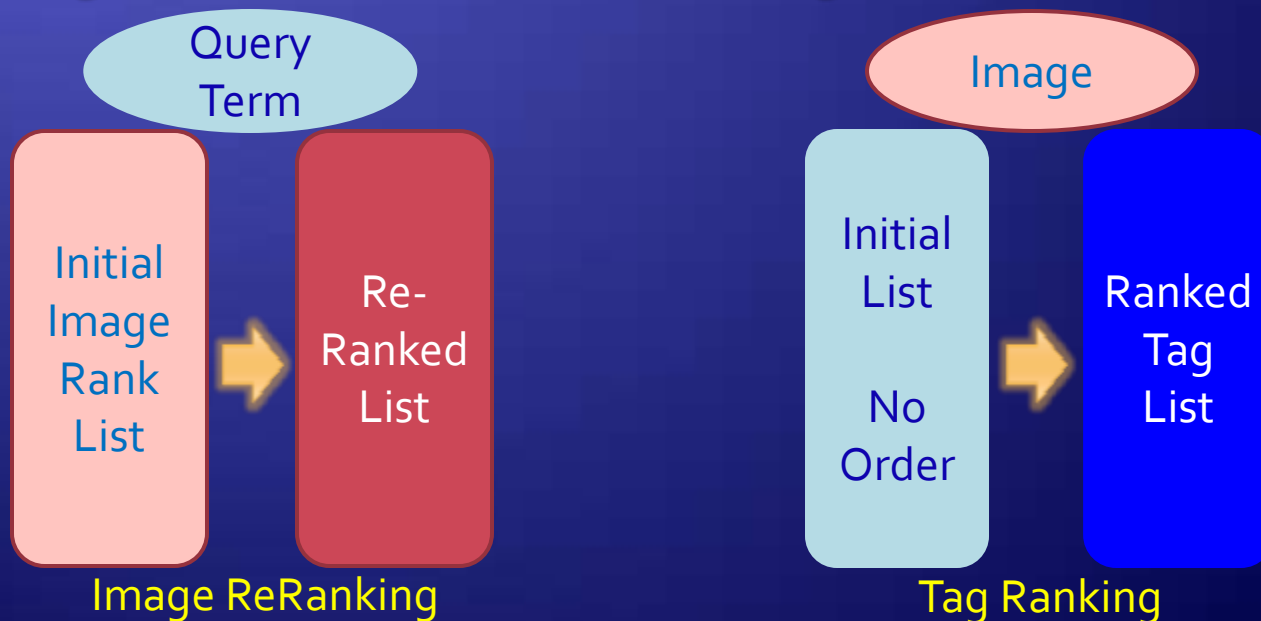 Query
Term
Initial
Image
Rank
List
Re-
Ranked
List
Image ReRanking
Image
Initial
List
No
Order
Ranked
Tag
List
Tag Ranking